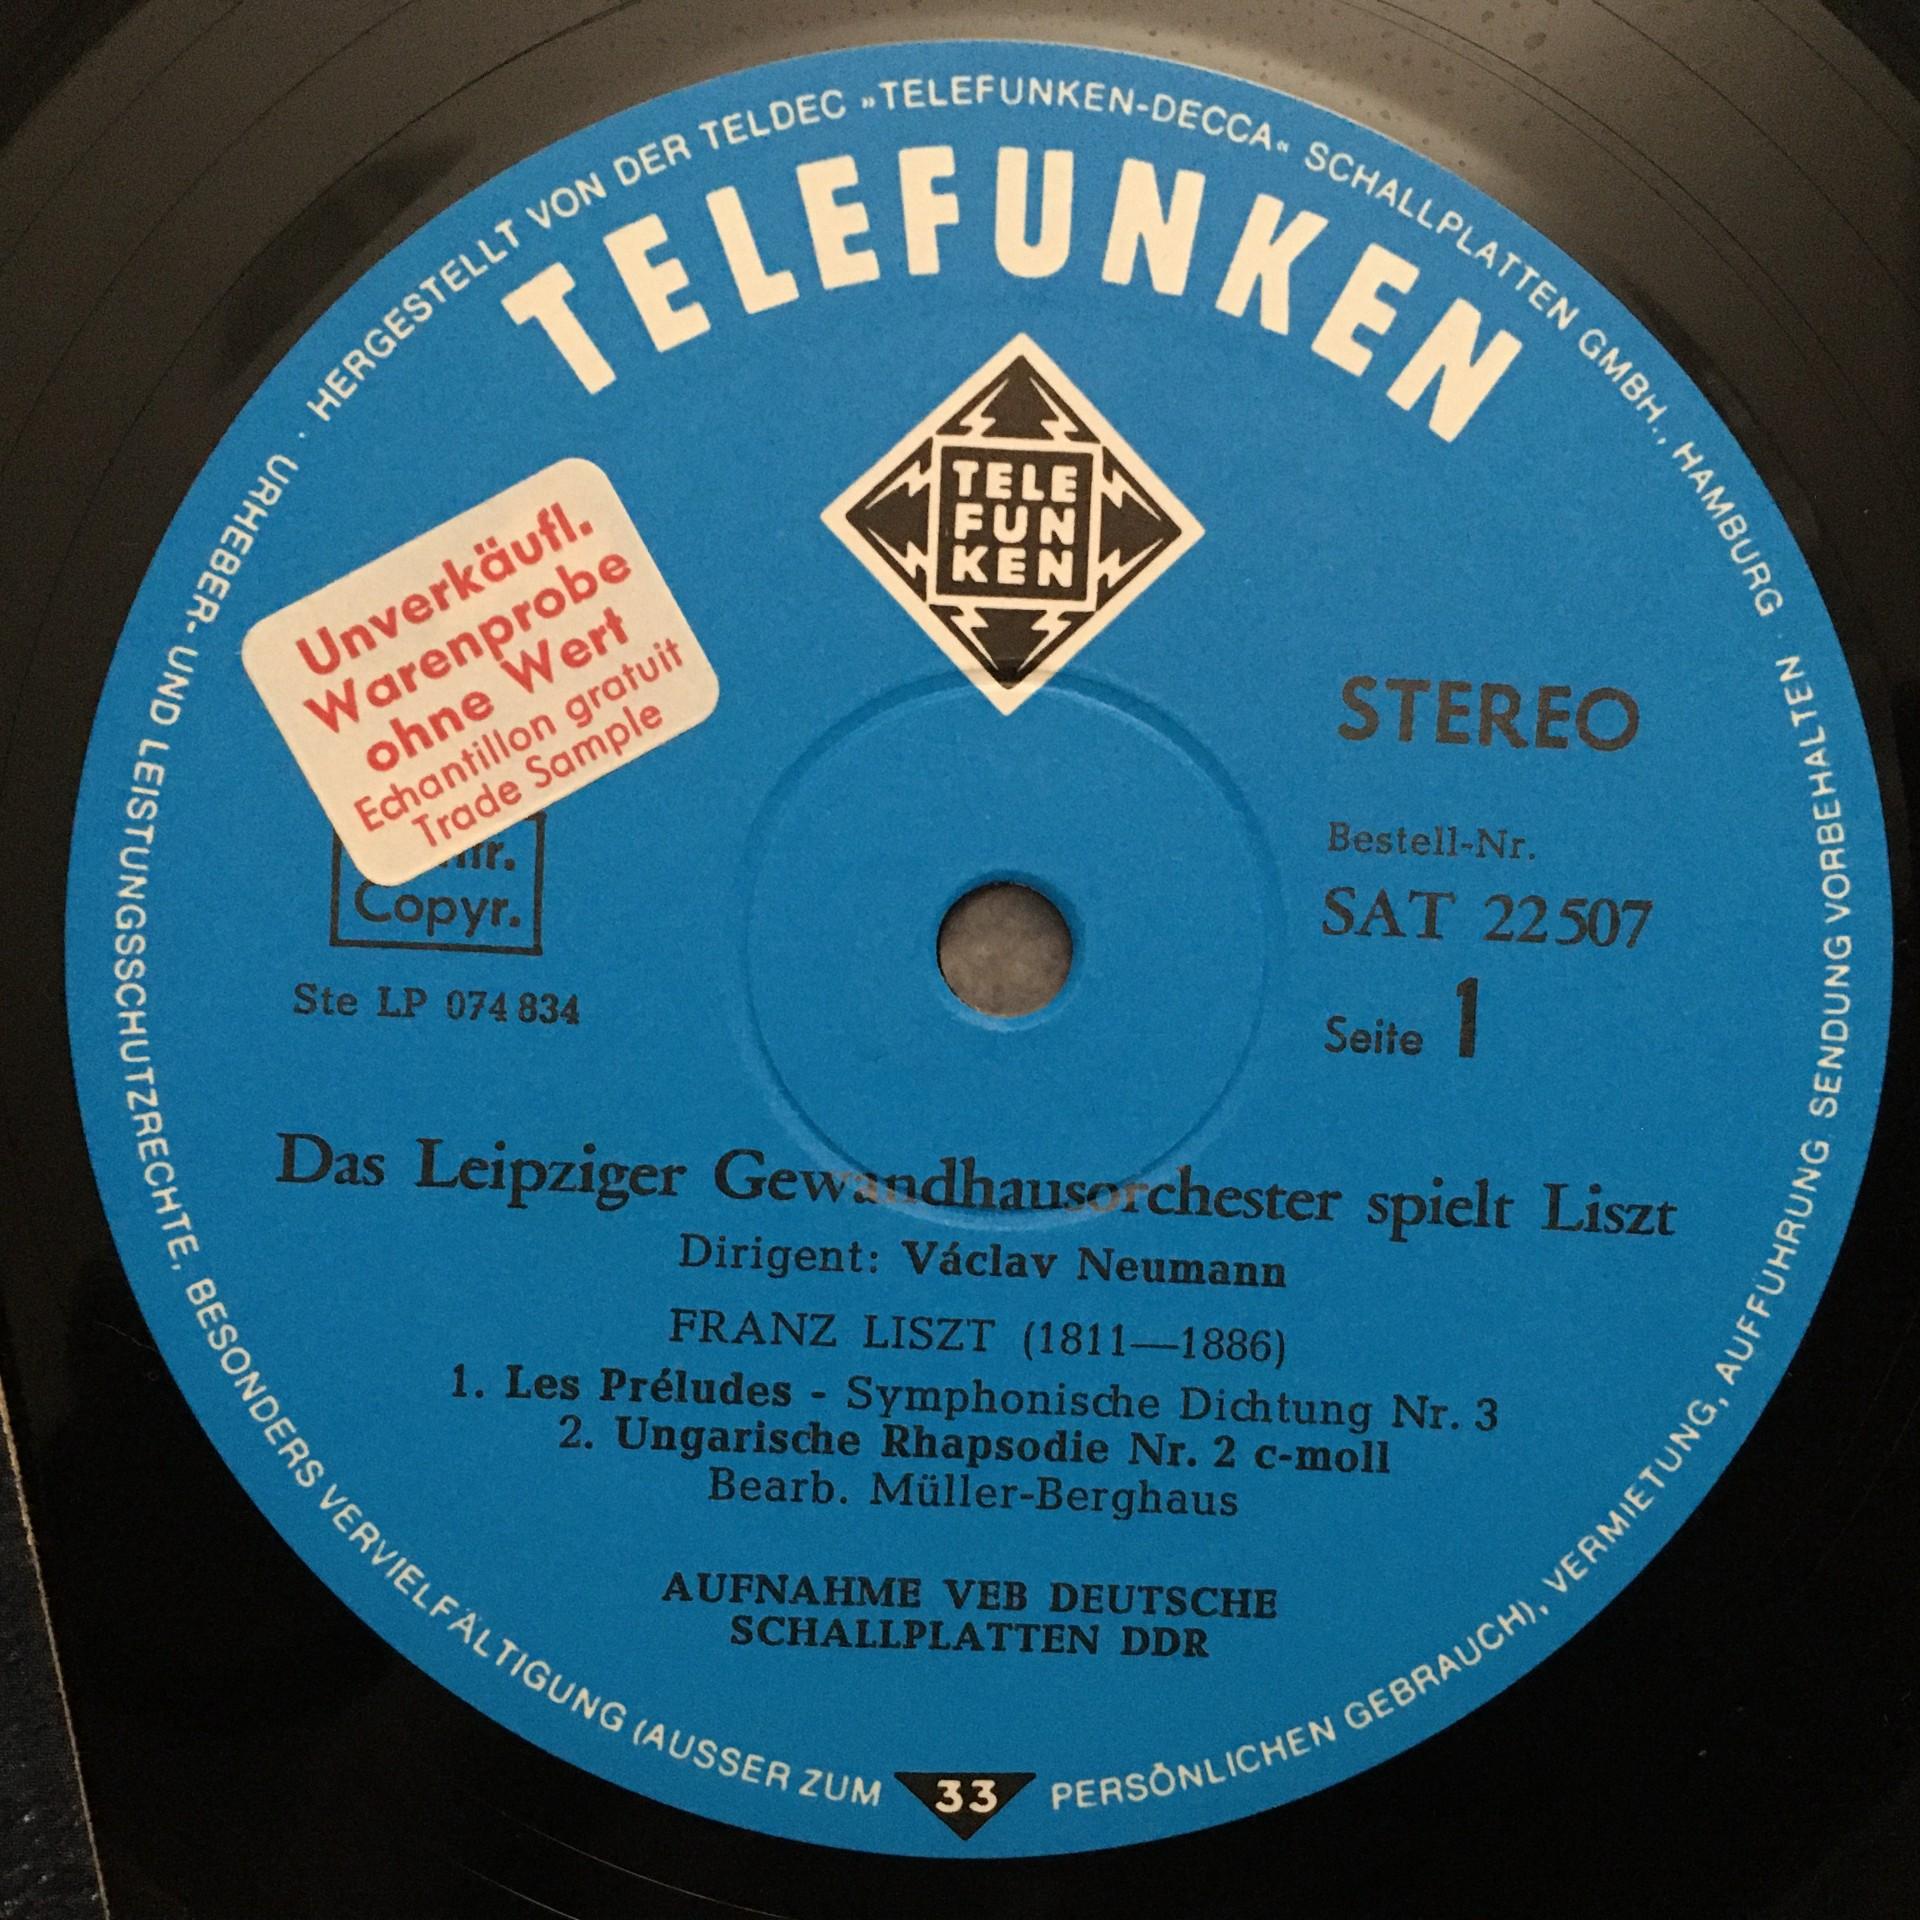 · HERGESTELLT VON DER TELDEC »TELEFUNKEN-DECCA« SCHALLPLATTEN GMBH., HAMBURG · URHEBER- UND LEISTUNGSSCHUTZRECHTE, BESONDERS VERVIELFÄLTIGUNG (AUSSER ZUM PERSÖNLICHEN GEBRAUCH), VERMIETUNG, AUFFÜHRUNG, SENDUNG VORBEHALTEN
TELEFUNKEN
TELE
FUN
KEN
Unverkäufl.
Warenprobe
ohne Wert
Echantillon gratuit
Trade Sample
Copyr.
Ste LP 074 834
STEREO
Bestell-Nr.
SAT 22 507
Seite 1
Das Leipziger Gewandhausorchester spielt Liszt
Dirigent: Václav Neumann
FRANZ LISZT (1811—1886)
1. Les Préludes - Symphonische Dichtung Nr. 3
2. Ungarische Rhapsodie Nr. 2 c-moll
Bearb. Müller-Berghaus
AUFNAHME VEB DEUTSCHE
SCHALLPLATTEN DDR
33